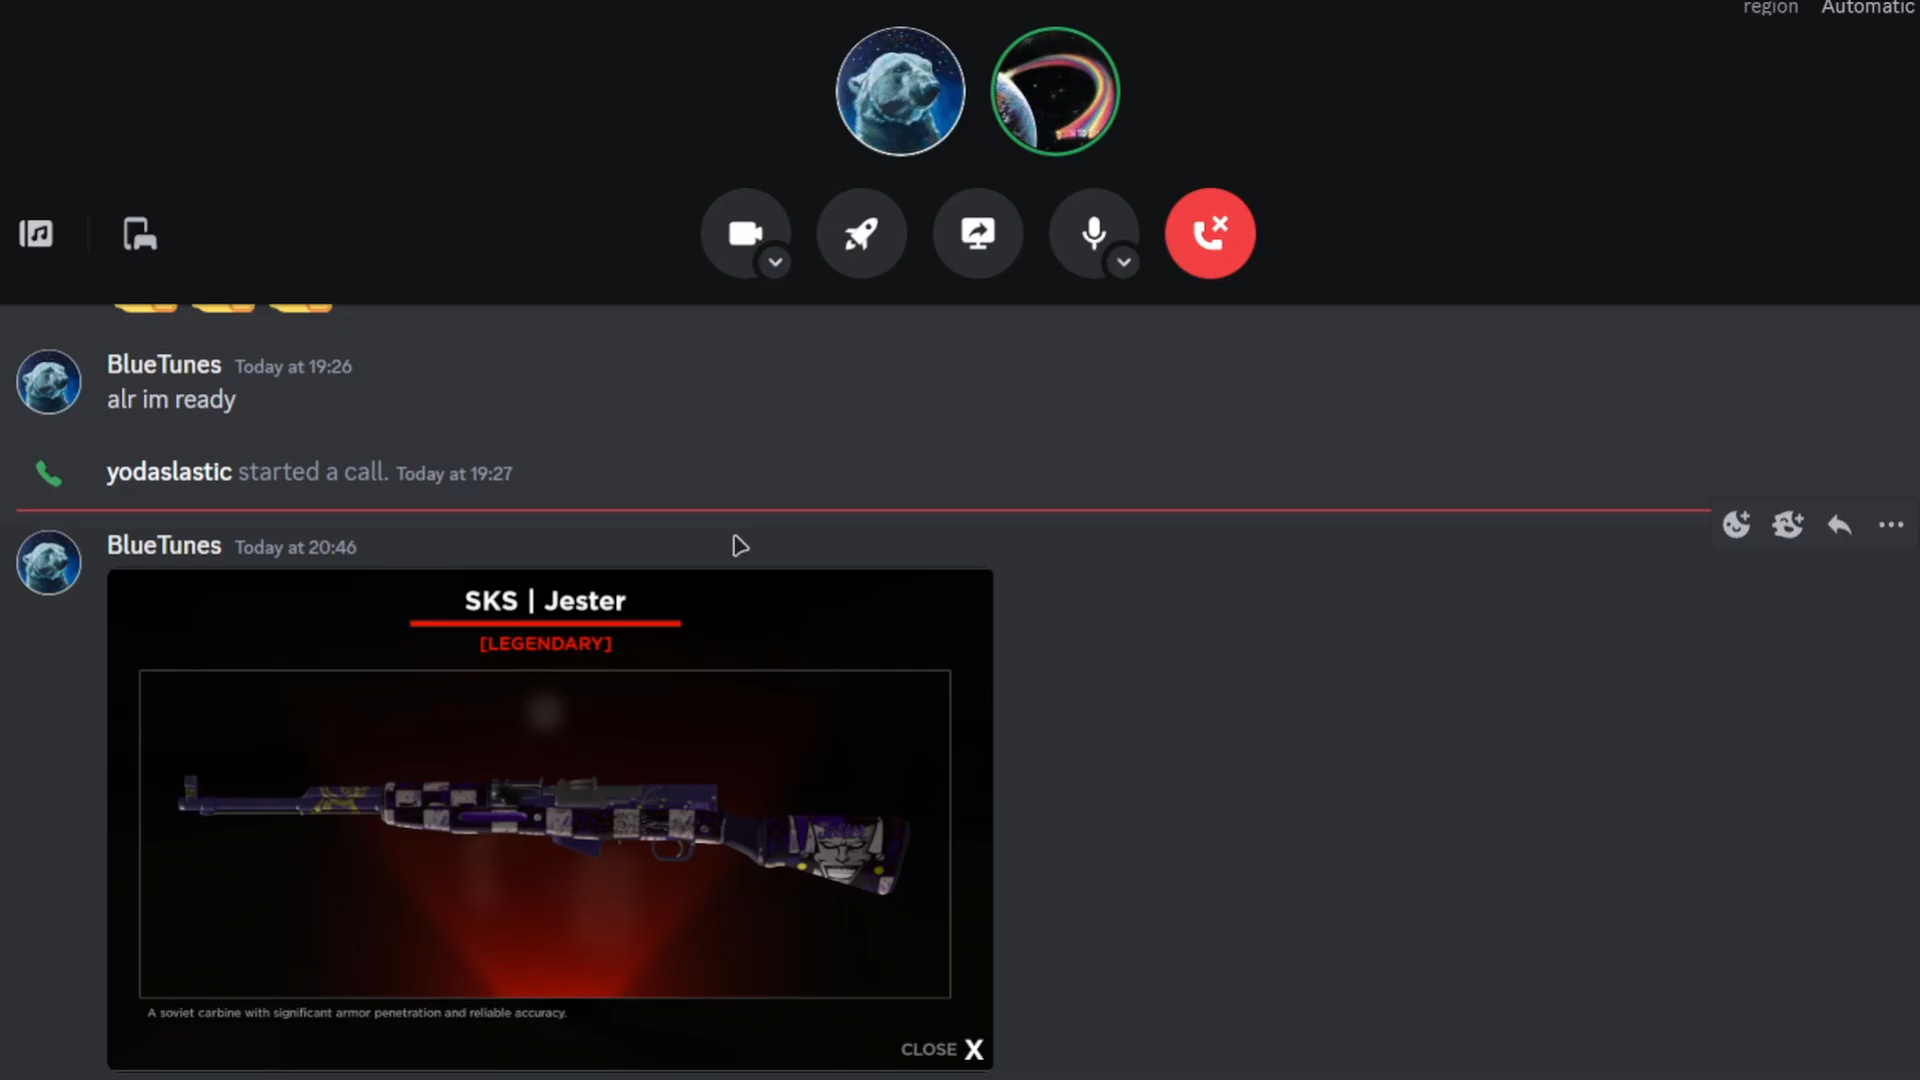 region Automatic
BlueTunes Today at 19:26
alr im ready
yodaslastic started a call. Today at 19:27
BlueTunes Today at 20:46
SKS | Jester
[LEGENDARY]
A soviet carbine with significant armor penetration and reliable accuracy.
CLOSE X